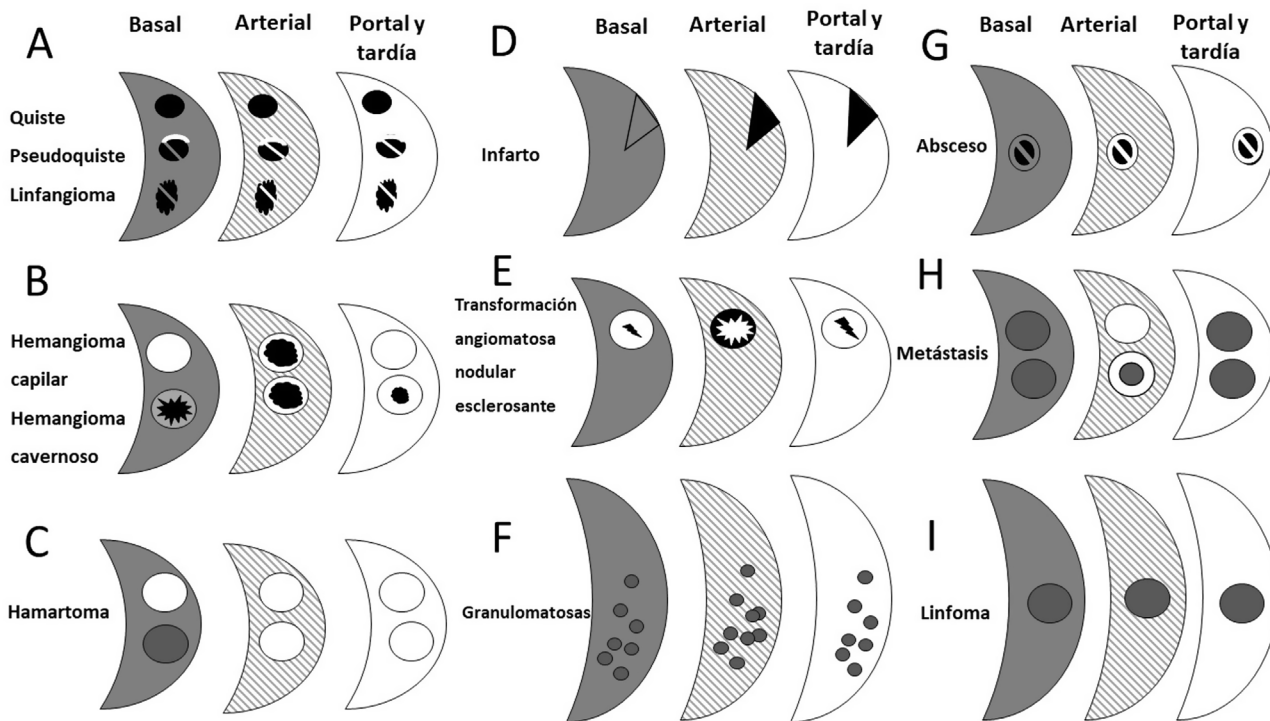 A
Basal
Arterial
Portal y
tardía
Quiste
Pseudoquiste
Linfangioma
B
Hemangioma
capilar
Hemangioma
cavernoso
C
Hamartoma
D
Basal
Arterial
Portal y
tardía
Infarto
E
Transformación
angiomatosa
nodular
esclerosante
F
Granulomatosas
G
Basal
Arterial
Portal y
tardía
Absceso
H
Metástasis
I
Linfoma